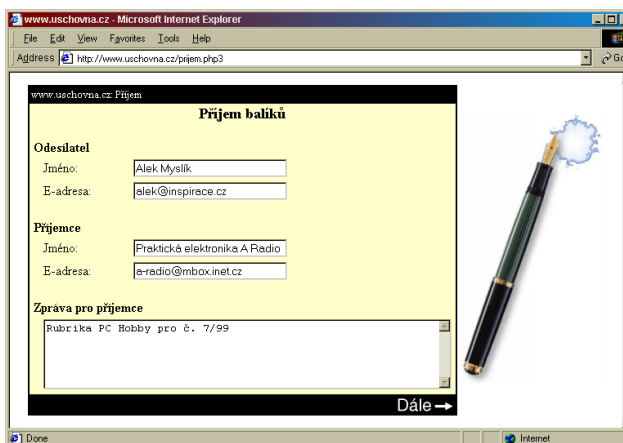 www.uschovna.cz - Microsoft Internet Explorer
File Edit View Favorites Tools Help
Address http://www.uschovna.cz/prijem.php3 Go
www.uschovna.cz: Příjem
Příjem balíků
Odesílatel
Jméno: Alek Myslík
E-adresa: alek@inspirace.cz
Příjemce
Jméno: Praktická elektronika A Radio
E-adresa: a-radio@mbox.inet.cz
Zpráva pro příjemce
Rubrika PC Hobby pro č. 7/99
Dále
Done Internet